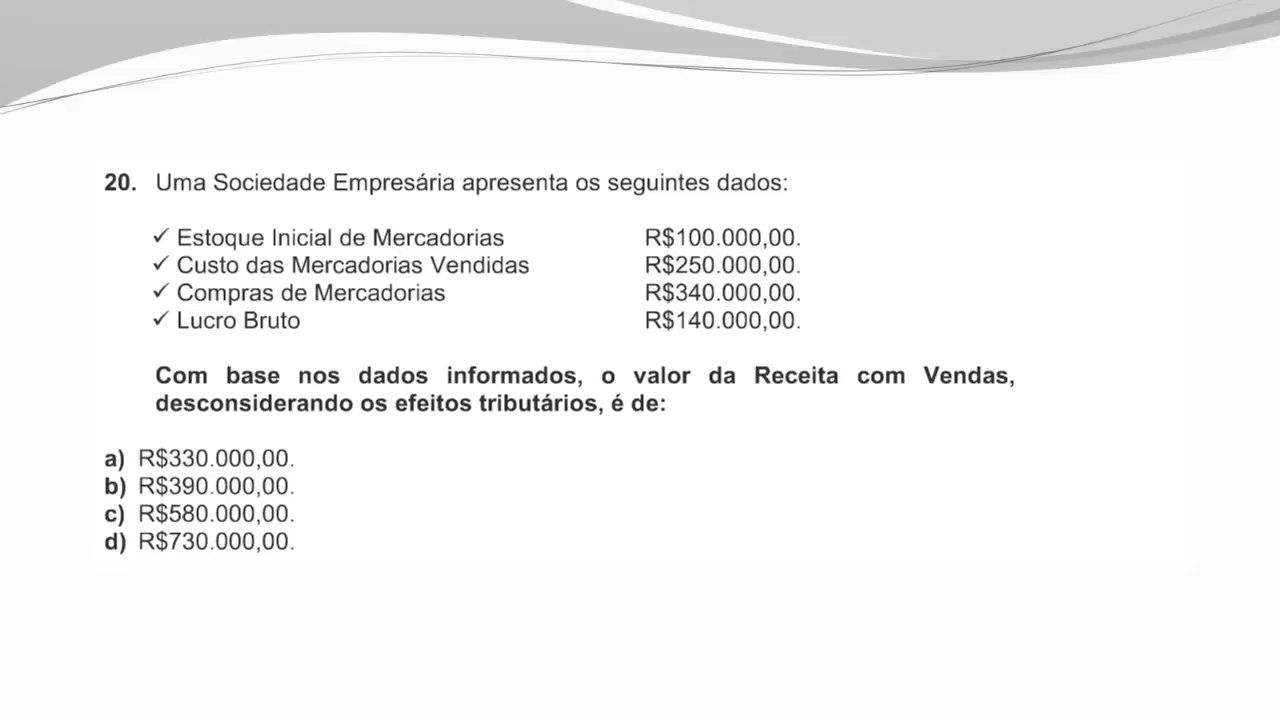 20. Uma Sociedade Empresária apresenta os seguintes dados:
✓ Estoque Inicial de Mercadorias R$100.000,00.
✓ Custo das Mercadorias Vendidas R$250.000,00.
✓ Compras de Mercadorias R$340.000,00.
✓ Lucro Bruto R$140.000,00.
Com base nos dados informados, o valor da Receita com Vendas,
desconsiderando os efeitos tributários, é de:
a) R$330.000,00.
b) R$390.000,00.
c) R$580.000,00.
d) R$730.000,00.